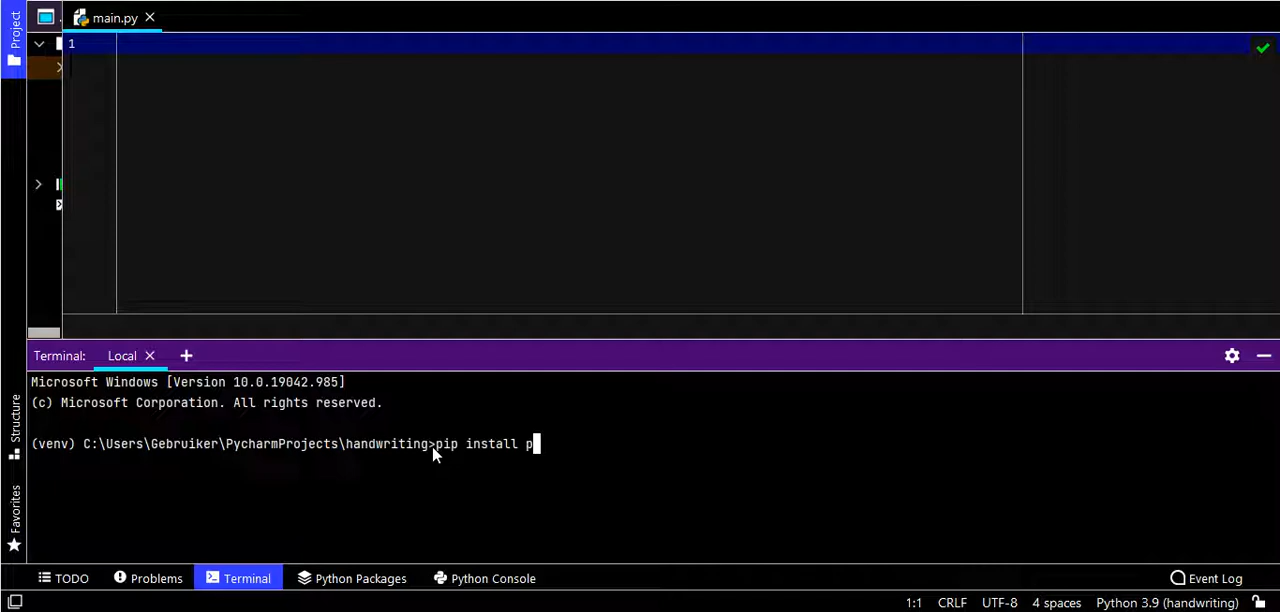 Project
main.py
1
Terminal: Local
Microsoft Windows [Version 10.0.19042.985]
(c) Microsoft Corporation. All rights reserved.
(venv) C:\Users\Gebruiker\PycharmProjects\handwriting>pip install p
Structure
Favorites
TODO Problems Terminal Python Packages Python Console Event Log
1:1 CRLF UTF-8 4 spaces Python 3.9 (handwriting)